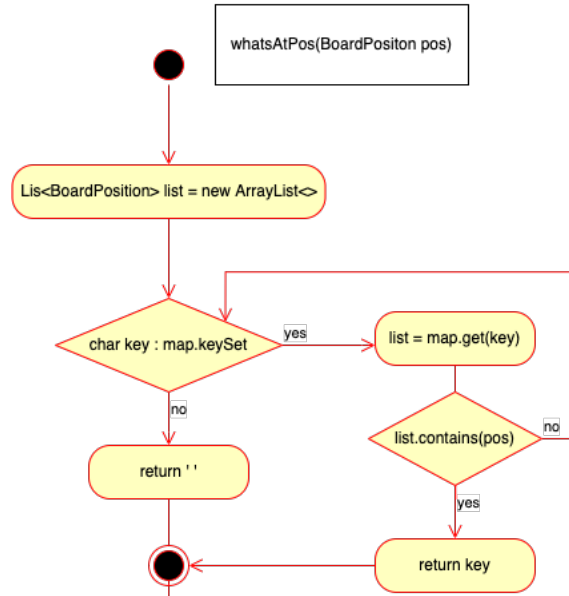 whatsAtPos(BoardPositon pos)
Lis<BoardPosition> list = new ArrayList<>
char key : map.keySet
yes
list = map.get(key)
no
list.contains(pos)
no
return ' '
yes
return key